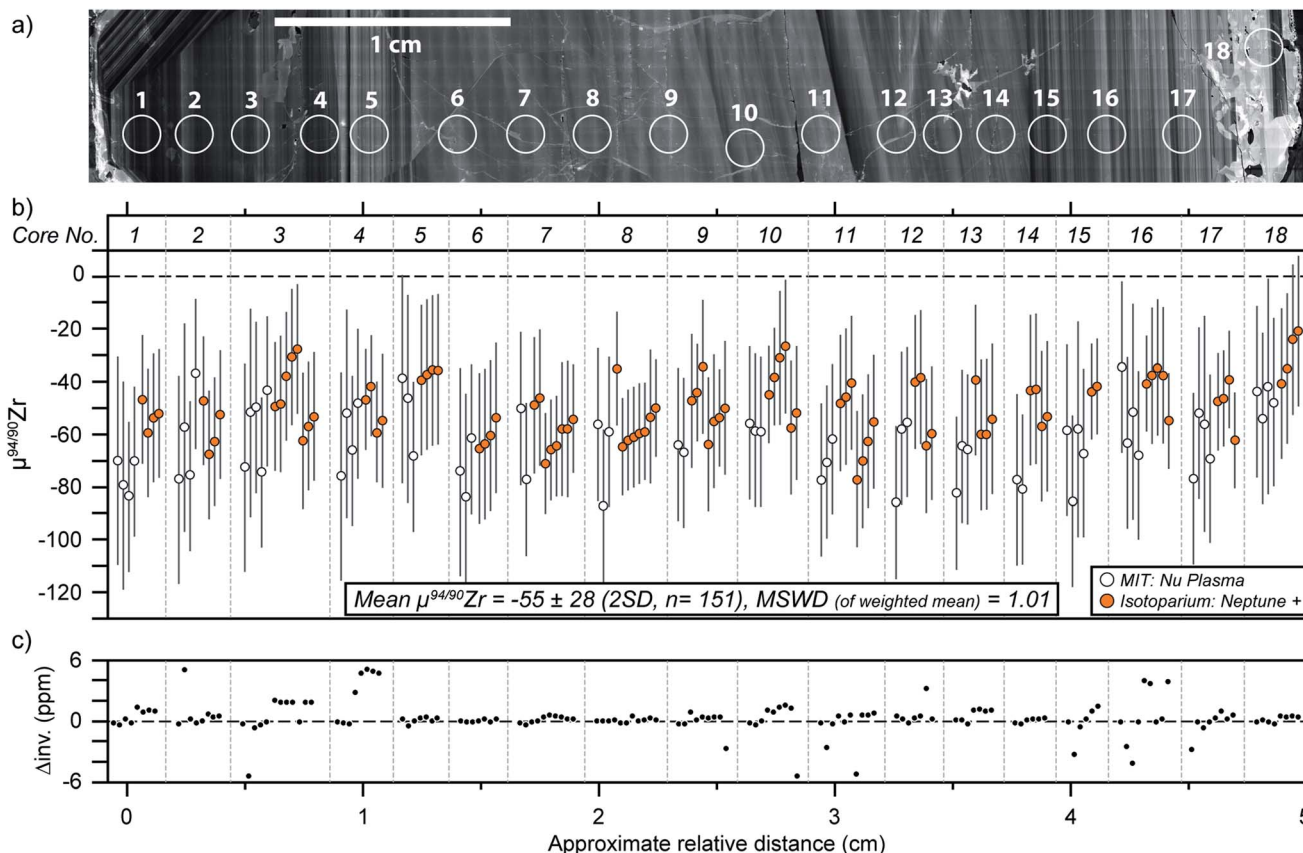 a)
1 cm
1 2 3 4 5 6 7 8 9 10 11 12 13 14 15 16 17 18
b)
Core No. 1 2 3 4 5 6 7 8 9 10 11 12 13 14 15 16 17 18
0
-20
-40
-60
-80
-100
-120
μ94/90Zr
Mean μ94/90Zr = -55 ± 28 (2SD, n= 151), MSWD (of weighted mean) = 1.01
MIT: Nu Plasma
Isotoparium: Neptune +
c)
6
0
-6
Δinv. (ppm)
0 1 2 3 4 5
Approximate relative distance (cm)